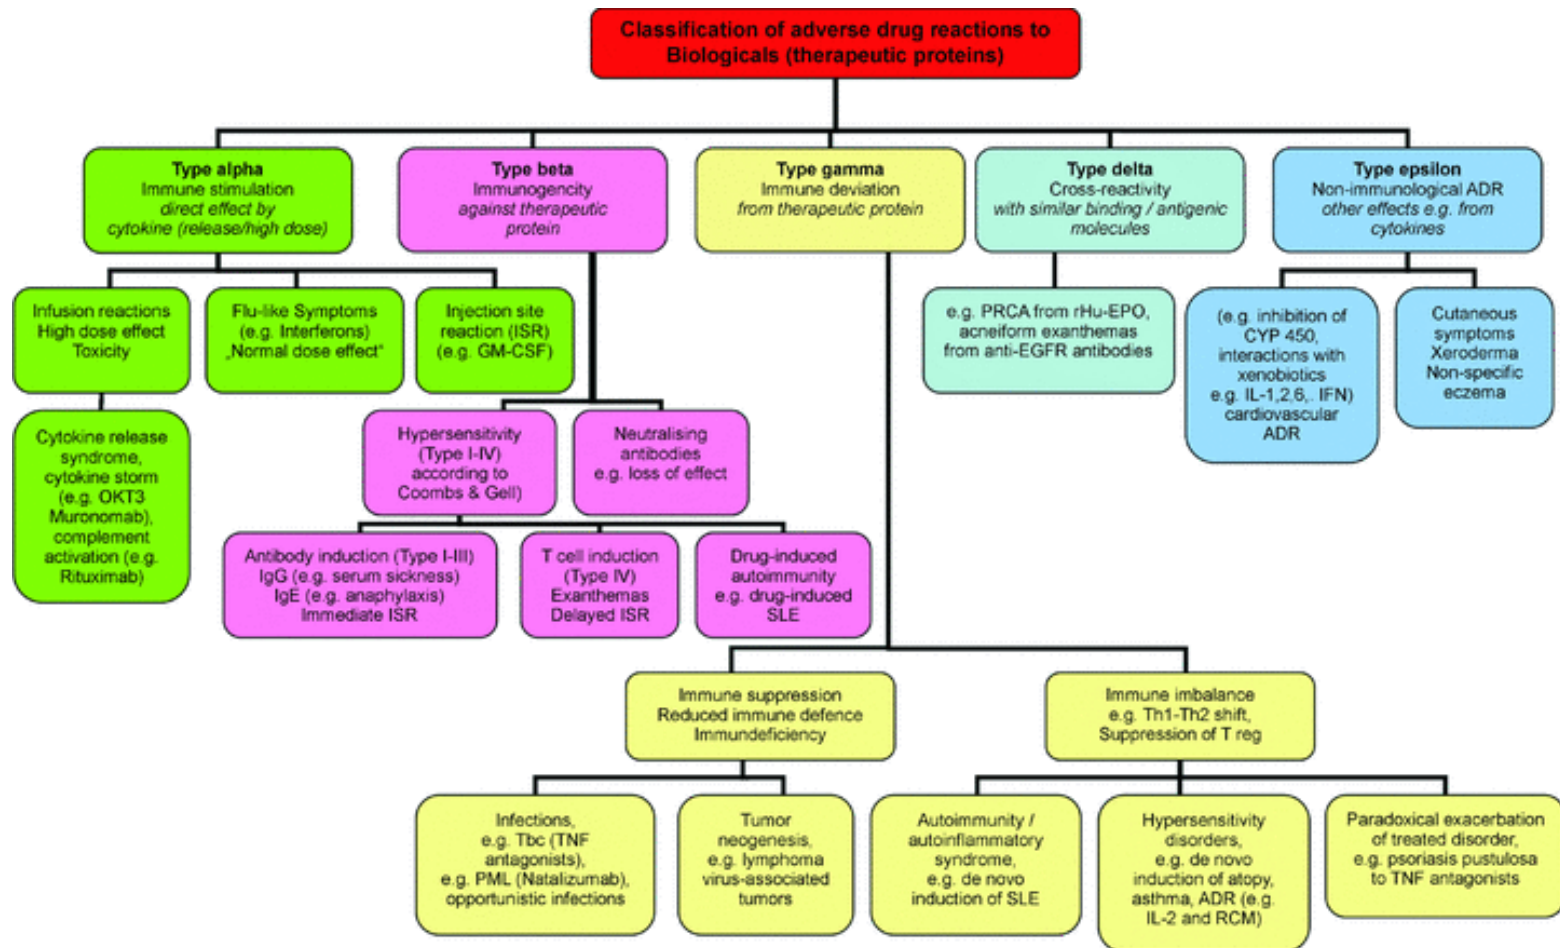 Classification of adverse drug reactions to
Biologicals (therapeutic proteins)
Type alpha
Immune stimulation
direct effect by
cytokine (release/high dose)
Type beta
Immunogencity
against therapeutic
protein
Type gamma
Immune deviation
from therapeutic protein
Type delta
Cross-reactivity
with similar binding / antigenic
molecules
Type epsilon
Non-immunological ADR
other effects e.g. from
cytokines
Infusion reactions
High dose effect
Toxicity
Flu-like Symptoms
(e.g. Interferons)
„Normal dose effect“
Injection site
reaction (ISR)
(e.g. GM-CSF)
e.g. PRCA from rHu-EPO,
acneiform exanthemas
from anti-EGFR antibodies
(e.g. inhibition of
CYP 450,
interactions with
xenobiotics
e.g. IL-1,2,6,. IFN)
cardiovascular
ADR
Cutaneous
symptoms
Xeroderma
Non-specific
eczema
Cytokine release
syndrome,
cytokine storm
(e.g. OKT3
Muronomab),
complement
activation (e.g.
Rituximab)
Hypersensitivity
(Type I-IV)
according to
Coombs & Gell)
Neutralising
antibodies
e.g. loss of effect
Antibody induction (Type I-III)
IgG (e.g. serum sickness)
IgE (e.g. anaphylaxis)
Immediate ISR
T cell induction
(Type IV)
Exanthemas
Delayed ISR
Drug-induced
autoimmunity
e.g. drug-induced
SLE
Immune suppression
Reduced immune defence
Immundeficiency
Immune imbalance
e.g. Th1-Th2 shift,
Suppression of T reg
Infections,
e.g. Tbc (TNF
antagonists),
e.g. PML (Natalizumab),
opportunistic infections
Tumor
neogenesis,
e.g. lymphoma
virus-associated
tumors
Autoimmunity /
autoinflammatory
syndrome,
e.g. de novo
induction of SLE
Hypersensitivity
disorders,
e.g. de novo
induction of atopy,
asthma, ADR (e.g.
IL-2 and RCM)
Paradoxical exacerbation
of treated disorder,
e.g. psoriasis pustulosa
to TNF antagonists